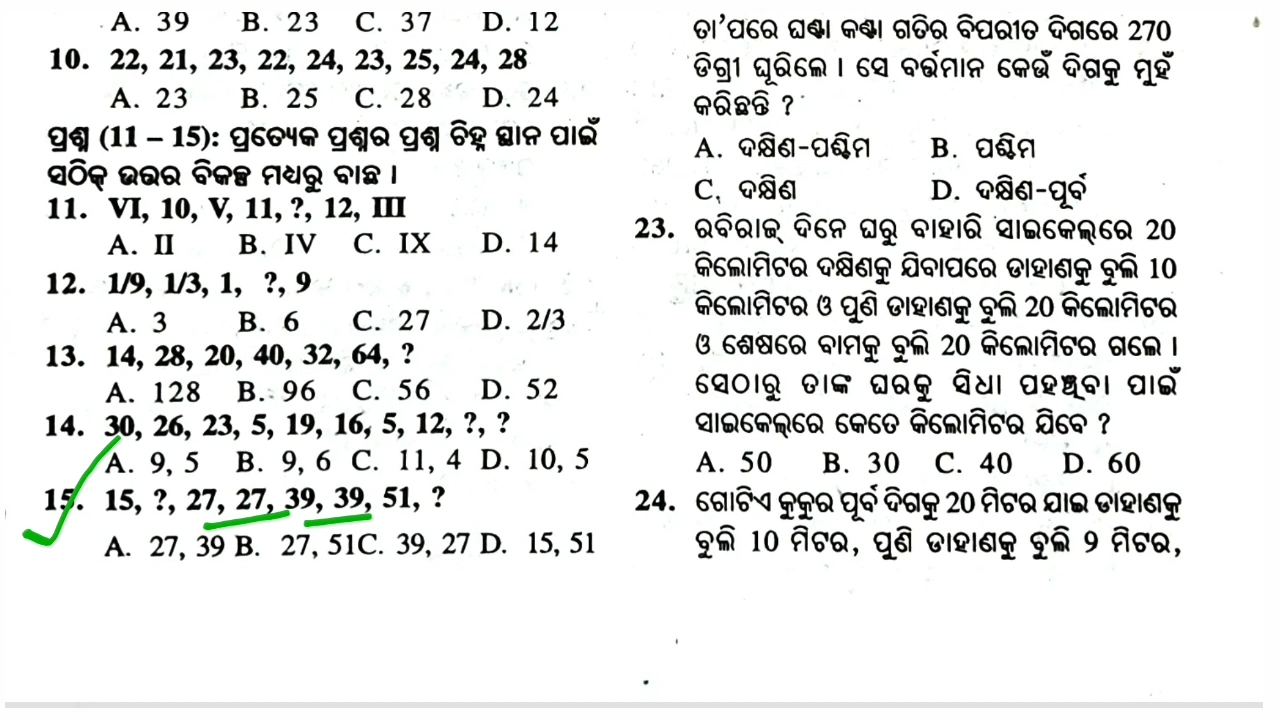 A. 39 B. 23 C. 37 D. 12
10. 22, 21, 23, 22, 24, 23, 25, 24, 28
A. 23 B. 25 C. 28 D. 24
ପ୍ରଶ୍ନ (11 – 15): ପ୍ରତ୍ୟେକ ପ୍ରଶ୍ନର ପ୍ରଶ୍ନ ଚିହ୍ନ ସ୍ଥାନ ପାଇଁ
ସଠିକ୍ ଉତ୍ତର ବିକଳ୍ପ ମଧ୍ୟରୁ ବାଛ ।
11. VI, 10, V, 11, ?, 12, III
A. II B. IV C. IX D. 14
12. 1/9, 1/3, 1, ?, 9
A. 3 B. 6 C. 27 D. 2/3
13. 14, 28, 20, 40, 32, 64, ?
A. 128 B. 96 C. 56 D. 52
14. 30, 26, 23, 5, 19, 16, 5, 12, ?, ?
A. 9, 5 B. 9, 6 C. 11, 4 D. 10, 5
15. 15, ?, 27, 27, 39, 39, 51, ?
A. 27, 39 B. 27, 51 C. 39, 27 D. 15, 51
ତା'ପରେ ଘଣ୍ଟା କଣ୍ଟା ଗତିର ବିପରୀତ ଦିଗରେ 270
ଡିଗ୍ରୀ ଘୂରିଲେ । ସେ ବର୍ତ୍ତମାନ କେଉଁ ଦିଗକୁ ମୁହଁ
କରିଛନ୍ତି ?
A. ଦକ୍ଷିଣ-ପଶ୍ଚିମ B. ପଶ୍ଚିମ
C. ଦକ୍ଷିଣ D. ଦକ୍ଷିଣ-ପୂର୍ବ
23. ରବିରାଜ୍ ଦିନେ ଘରୁ ବାହାରି ସାଇକେଲ୍‌ରେ 20
କିଲୋମିଟର ଦକ୍ଷିଣକୁ ଯିବାପରେ ଡାହାଣକୁ ବୁଲି 10
କିଲୋମିଟର ଓ ପୁଣି ଡାହାଣକୁ ବୁଲି 20 କିଲୋମିଟର
ଓ ଶେଷରେ ବାମକୁ ବୁଲି 20 କିଲୋମିଟର ଗଲେ ।
ସେଠାରୁ ତାଙ୍କ ଘରକୁ ସିଧା ପହଞ୍ଚିବା ପାଇଁ
ସାଇକେଲ୍‌ରେ କେତେ କିଲୋମିଟର ଯିବେ ?
A. 50 B. 30 C. 40 D. 60
24. ଗୋଟିଏ କୁକୁର ପୂର୍ବ ଦିଗକୁ 20 ମିଟର ଯାଇ ଡାହାଣକୁ
ବୁଲି 10 ମିଟର, ପୁଣି ଡାହାଣକୁ ବୁଲି 9 ମିଟର,